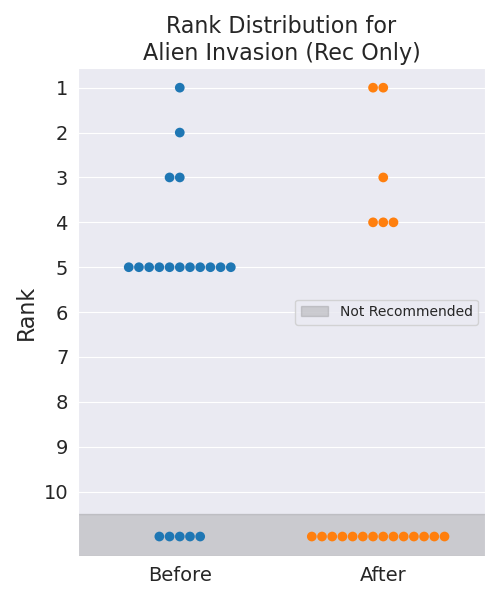 Rank Distribution for
Alien Invasion (Rec Only)
Rank
1
2
3
4
5
6
7
8
9
10
Not Recommended
Before
After